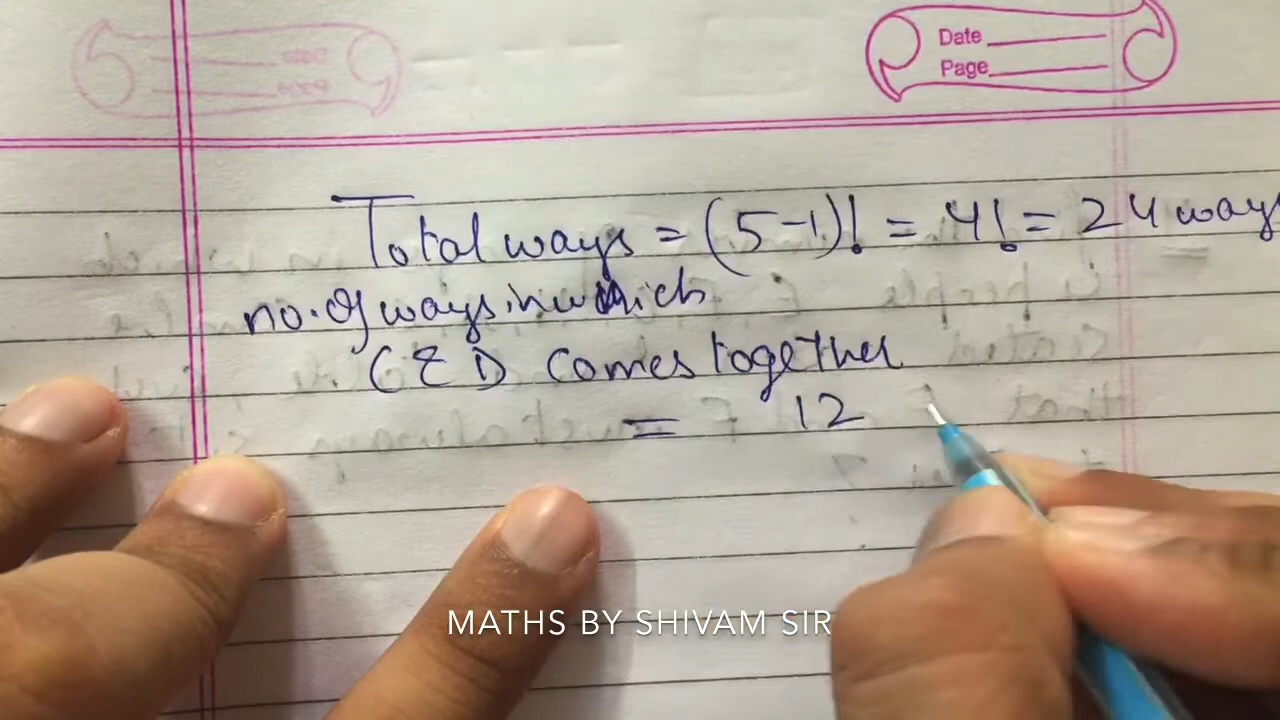 Date
Page
Total ways = (5-1)! = 4! = 24 ways
no. of ways in which
C & D comes together
= 12
MATHS BY SHIVAM SIR